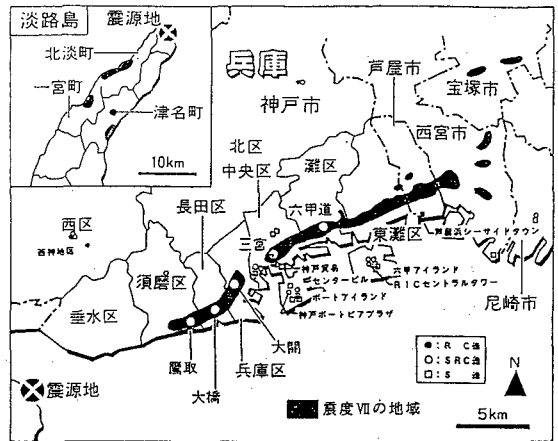 淡路島
震源地
北淡町
一宮町
津名町
10km
兵庫
神戸市
芦屋市
宝塚市
西宮市
北区
中央区
灘区
六甲道
長田区
三宮
東灘区
西区
西神地区
須磨区
垂水区
芦屋浜シーサイドタウン
神戸貿易
センタービル
六甲アイランド
RICセントラルタワー
ポートアイランド
神戸ポートピアプラザ
尼崎市
大開
兵庫区
鷹取
大橋
震源地
RC造
SRC造
S造
N
震度Ⅶの地域
5km